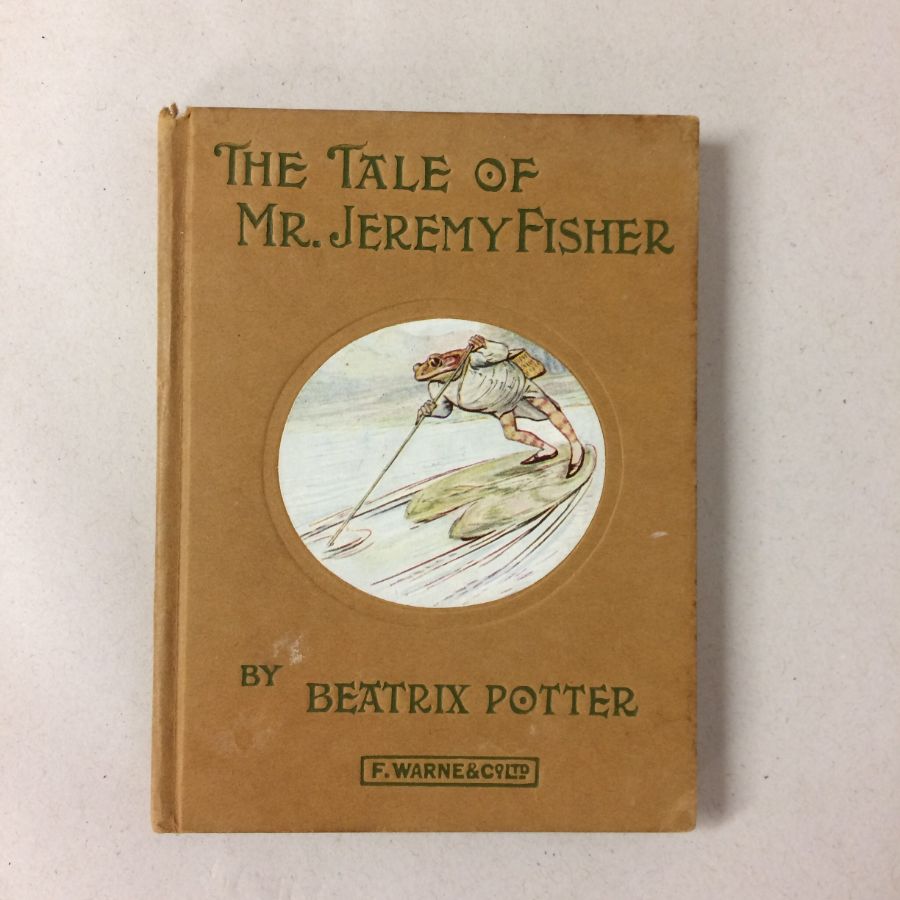 THE TALE OF
MR. JEREMY FISHER
BY
BEATRIX POTTER
F. WARNE & CO LTD